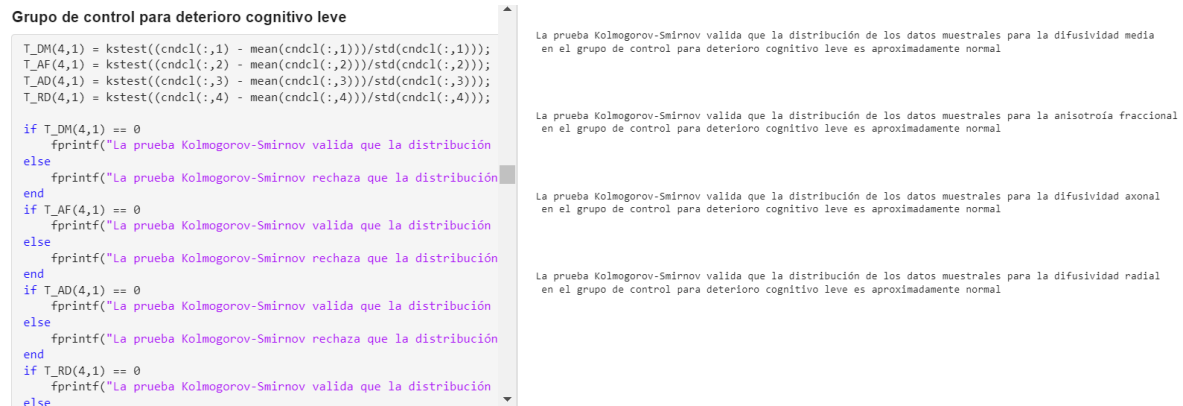 Grupo de control para deterioro cognitivo leve
T_DM(4,1) = kstest((cndcl(:,1) - mean(cndcl(:,1)))/std(cndcl(:,1)));
T_AF(4,1) = kstest((cndcl(:,2) - mean(cndcl(:,2)))/std(cndcl(:,2)));
T_AD(4,1) = kstest((cndcl(:,3) - mean(cndcl(:,3)))/std(cndcl(:,3)));
T_RD(4,1) = kstest((cndcl(:,4) - mean(cndcl(:,4)))/std(cndcl(:,4)));
if T_DM(4,1) == 0
fprintf("La prueba Kolmogorov-Smirnov valida que la distribución
else
fprintf("La prueba Kolmogorov-Smirnov rechaza que la distribución
end
if T_AF(4,1) == 0
fprintf("La prueba Kolmogorov-Smirnov valida que la distribución
else
fprintf("La prueba Kolmogorov-Smirnov rechaza que la distribución
end
if T_AD(4,1) == 0
fprintf("La prueba Kolmogorov-Smirnov valida que la distribución
else
fprintf("La prueba Kolmogorov-Smirnov rechaza que la distribución
end
if T_RD(4,1) == 0
fprintf("La prueba Kolmogorov-Smirnov valida que la distribución
else
La prueba Kolmogorov-Smirnov valida que la distribución de los datos muestrales para la difusividad media
en el grupo de control para deterioro cognitivo leve es aproximadamente normal
La prueba Kolmogorov-Smirnov valida que la distribución de los datos muestrales para la anisotroía fraccional
en el grupo de control para deterioro cognitivo leve es aproximadamente normal
La prueba Kolmogorov-Smirnov valida que la distribución de los datos muestrales para la difusividad axonal
en el grupo de control para deterioro cognitivo leve es aproximadamente normal
La prueba Kolmogorov-Smirnov valida que la distribución de los datos muestrales para la difusividad radial
en el grupo de control para deterioro cognitivo leve es aproximadamente normal